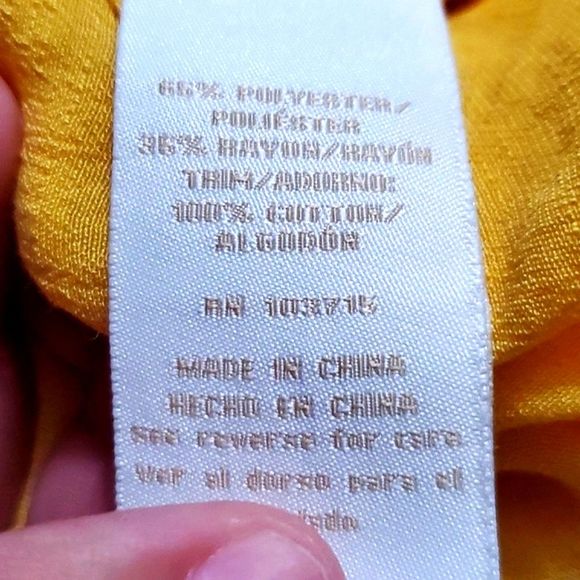 65% POLYESTER/
POLIÉSTER
35% RAYON/RAYÓN
TRIM/ADORNO:
100% COTTON/
ALGODÓN
RN
MADE IN CHINA
HECHO EN CHINA
See reverse for care
Ver al dorso para el